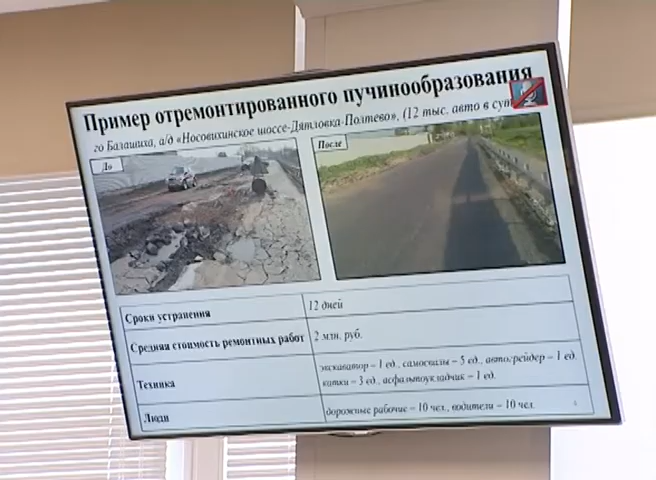 Пример отремонтированного пучинообразования
го Балашиха, а/д «Носовихинское шоссе-Дятловка-Полтево», (12 тыс. авто в
До
После
Сроки устранения
12 дней
Средняя стоимость ремонтных работ
2 млн. руб.
Техника
экскаватор – 1 ед., самосвалы – 5 ед., автогрейдер – 1 ед.
катки – 3 ед., асфальтоукладчик – 1 ед.
Люди
дорожные рабочие – 10 чел., водители – 10 чел.